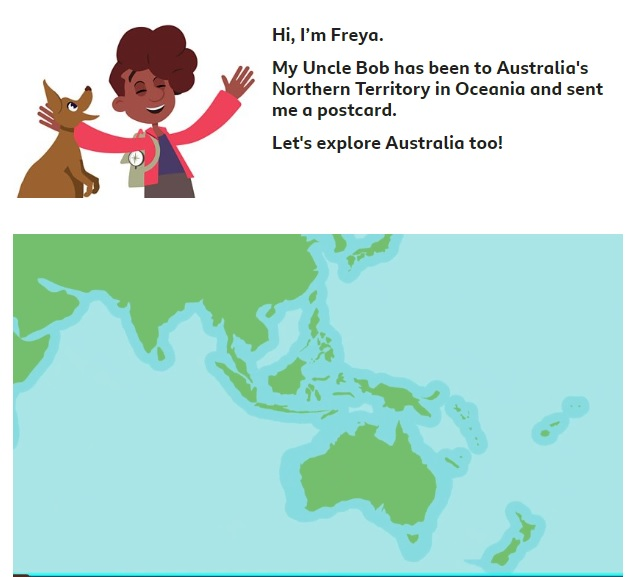 Hi, I'm Freya.
My Uncle Bob has been to Australia's
Northern Territory in Oceania and sent
me a postcard.
Let's explore Australia too!